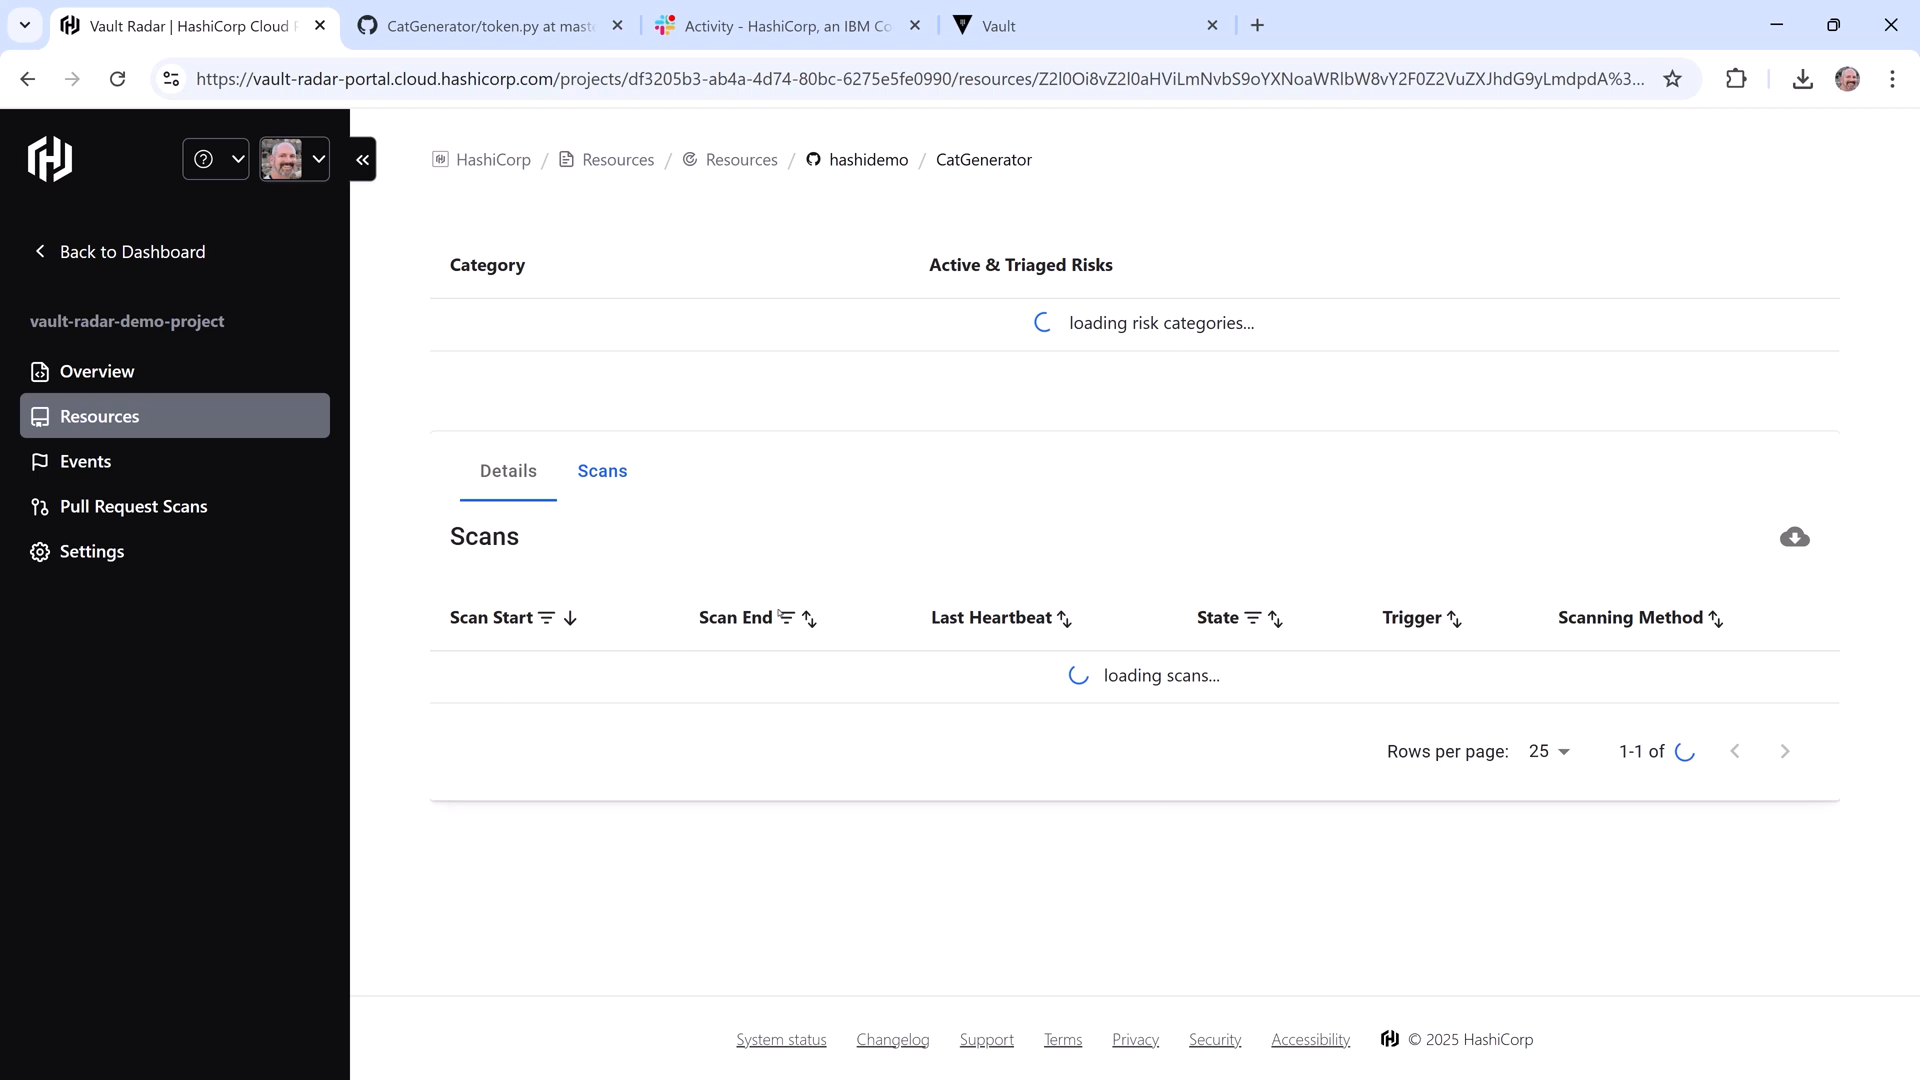 Vault Radar | HashiCorp Cloud P
CatGenerator/token.py at maste
Activity - HashiCorp, an IBM Co
Vault
https://vault-radar-portal.cloud.hashicorp.com/projects/df3205b3-ab4a-4d74-80bc-6275e5fe0990/resources/Z2l0Oi8vZ2l0aHViLmNvbS9oYXNoaWRlbW8vY2F0Z2VuZXJhdG9yLmdpdA%3...
HashiCorp / Resources / Resources / hashidemo / CatGenerator
Back to Dashboard
vault-radar-demo-project
Overview
Resources
Events
Pull Request Scans
Settings
Category Active & Triaged Risks
loading risk categories...
Details Scans
Scans
Scan Start Scan End Last Heartbeat State Trigger Scanning Method
loading scans...
Rows per page: 25 1-1 of
System status Changelog Support Terms Privacy Security Accessibility © 2025 HashiCorp